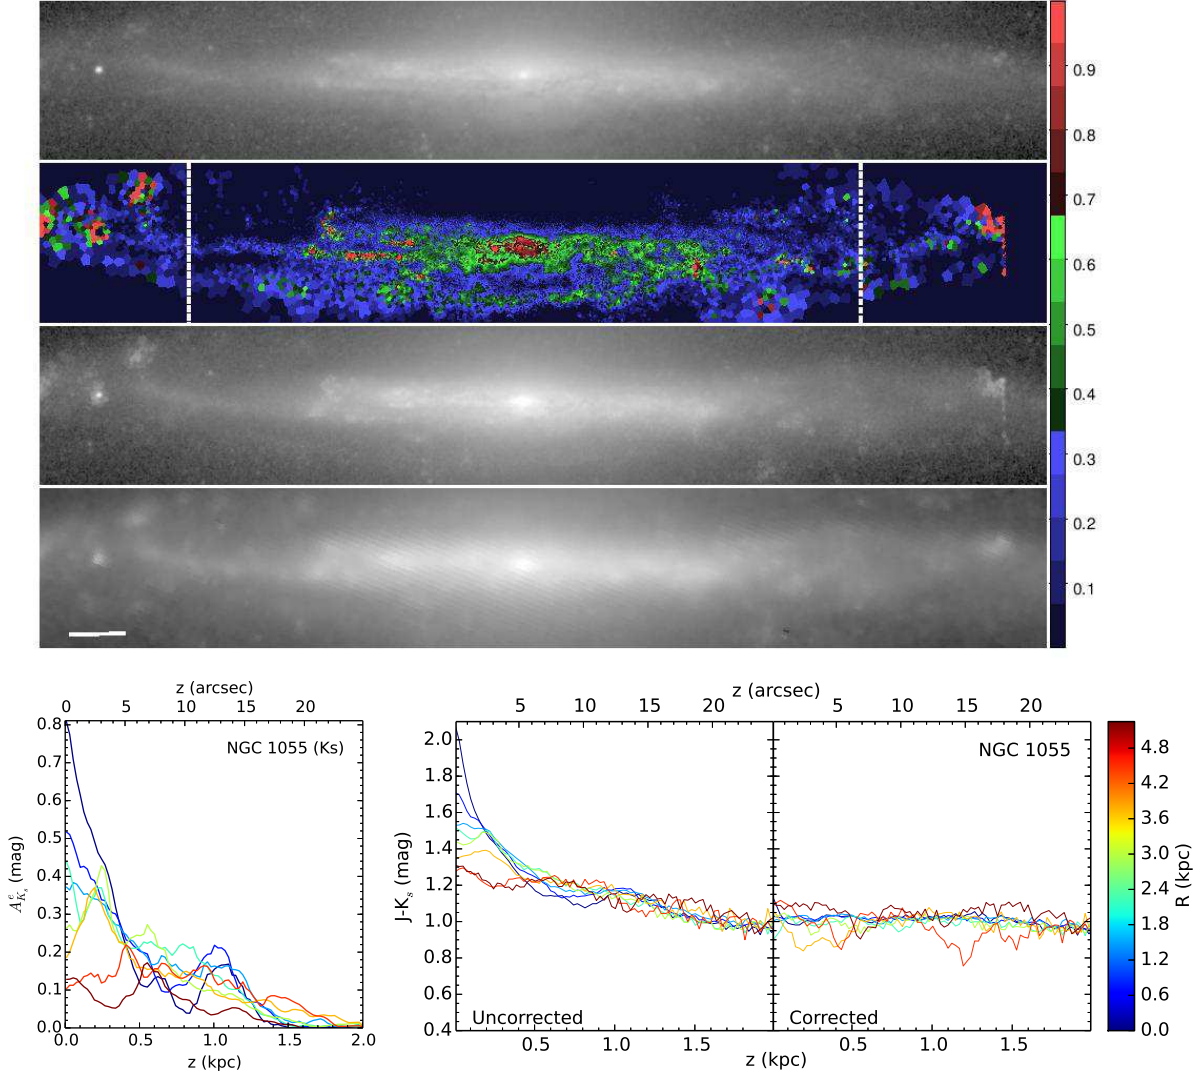 0.9
0.8
0.7
0.6
0.5
0.4
0.3
0.2
0.1
z (arcsec)
0 5 10 15 20
0.8
0.7
0.6
0.5
0.4
0.3
0.2
0.1
0.0
A^e_{K_s} (mag)
NGC 1055 (Ks)
0.0 0.5 1.0 1.5 2.0
z (kpc)
z (arcsec)
5 10 15 20 5 10 15 20
2.0
1.8
1.6
1.4
1.2
1.0
0.8
0.6
0.4
J-K_s (mag)
Uncorrected
NGC 1055
Corrected
0.5 1.0 1.5 0.5 1.0 1.5
z (kpc)
4.8
4.2
3.6
3.0
2.4
1.8
1.2
0.6
0.0
R (kpc)